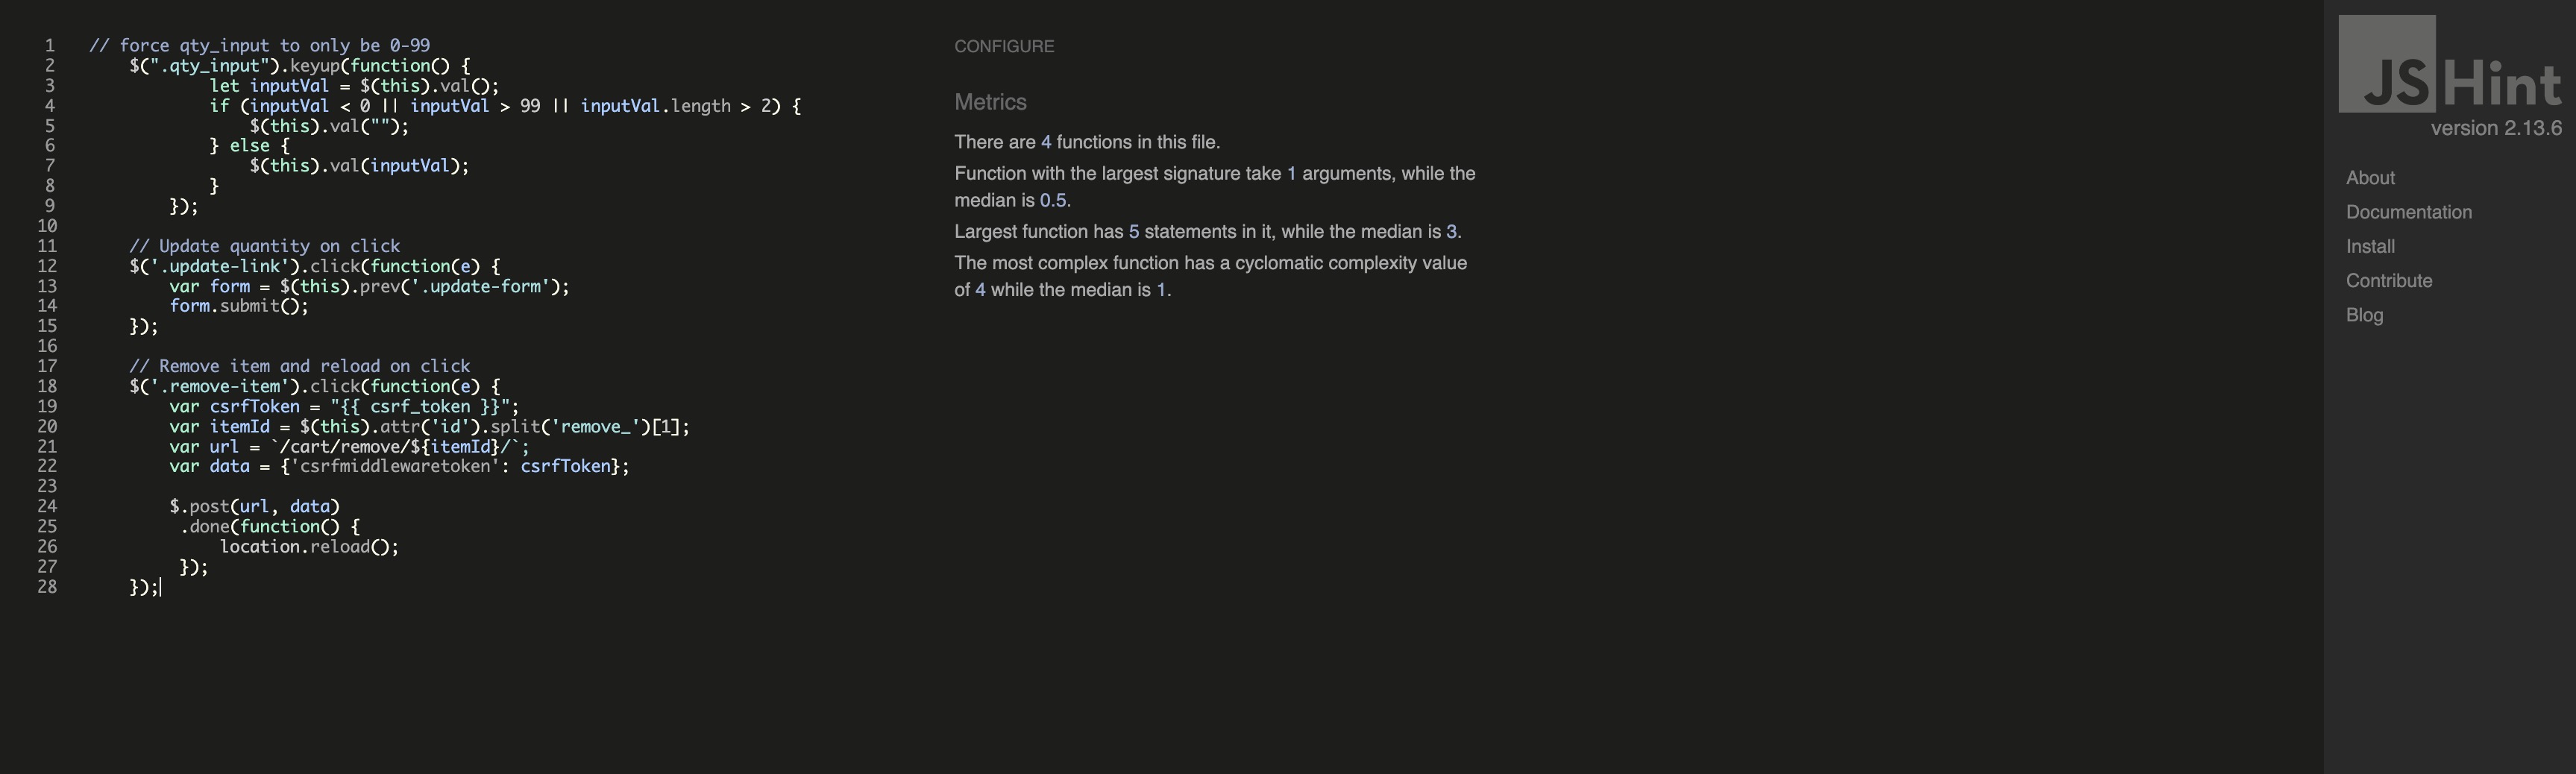 1 // force qty_input to only be 0-99
2 $(".qty_input").keyup(function() {
3 let inputVal = $(this).val();
4 if (inputVal < 0 || inputVal > 99 || inputVal.length > 2) {
5 $(this).val("");
6 } else {
7 $(this).val(inputVal);
8 }
9 });
10
11 // Update quantity on click
12 $('.update-link').click(function(e) {
13 var form = $(this).prev('.update-form');
14 form.submit();
15 });
16
17 // Remove item and reload on click
18 $('.remove-item').click(function(e) {
19 var csrfToken = "{{ csrf_token }}";
20 var itemId = $(this).attr('id').split('remove_')[1];
21 var url = `/cart/remove/${itemId}/`;
22 var data = {'csrfmiddlewaretoken': csrfToken};
23
24 $.post(url, data)
25 .done(function() {
26 location.reload();
27 });
28 });
CONFIGURE
Metrics
There are 4 functions in this file.
Function with the largest signature take 1 arguments, while the
median is 0.5.
Largest function has 5 statements in it, while the median is 3.
The most complex function has a cyclomatic complexity value
of 4 while the median is 1.
JSHint
version 2.13.6
About
Documentation
Install
Contribute
Blog